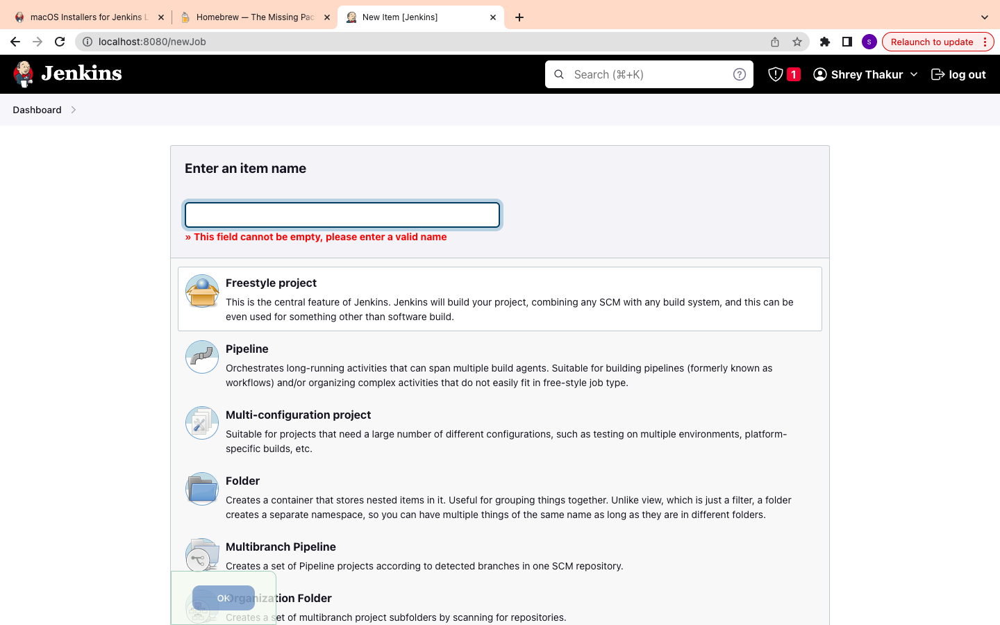 macOS Installers for Jenkins L
Homebrew — The Missing Pac
New Item [Jenkins]
localhost:8080/newJob
S
Relaunch to update
Jenkins
Search (⌘+K)
1
Shrey Thakur
log out
Dashboard
Enter an item name
» This field cannot be empty, please enter a valid name
Freestyle project
This is the central feature of Jenkins. Jenkins will build your project, combining any SCM with any build system, and this can be
even used for something other than software build.
Pipeline
Orchestrates long-running activities that can span multiple build agents. Suitable for building pipelines (formerly known as
workflows) and/or organizing complex activities that do not easily fit in free-style job type.
Multi-configuration project
Suitable for projects that need a large number of different configurations, such as testing on multiple environments, platform-
specific builds, etc.
Folder
Creates a container that stores nested items in it. Useful for grouping things together. Unlike view, which is just a filter, a folder
creates a separate namespace, so you can have multiple things of the same name as long as they are in different folders.
Multibranch Pipeline
Creates a set of Pipeline projects according to detected branches in one SCM repository.
OK
Organization Folder
Creates a set of multibranch project subfolders by scanning for repositories.